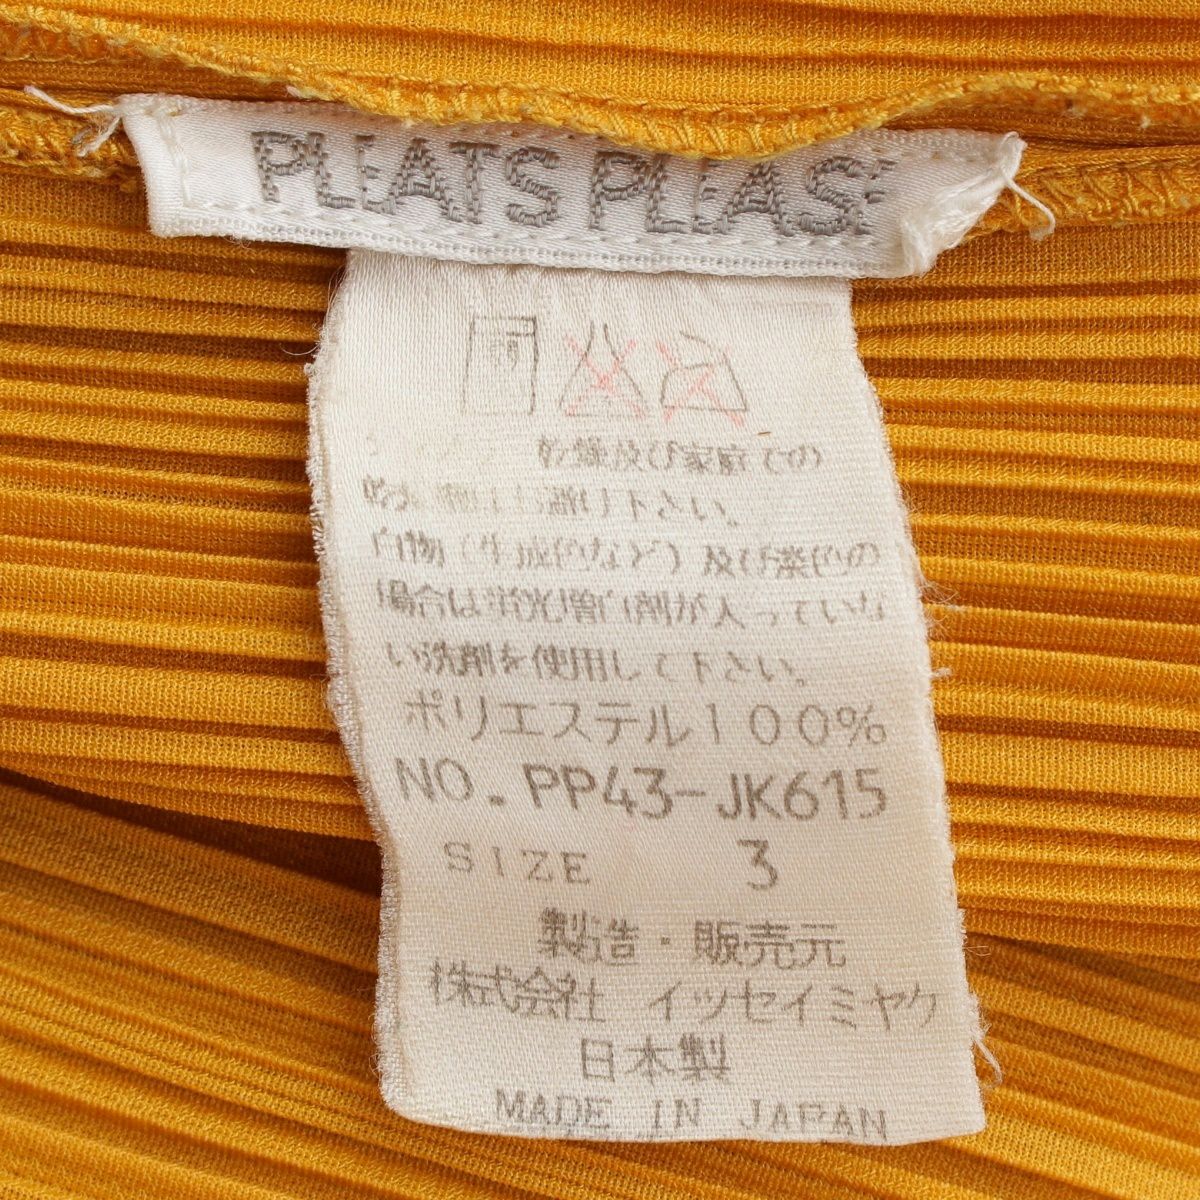 PLEATS PLEASE
乾燥及び家庭での
は避け下さい。
白物（生成色など）及び淡色の
場合は蛍光増白剤が入っていな
い洗剤を使用して下さい。
ポリエステル100%
NO. PP43-JK615
SIZE 3
製造・販売元
株式会社 イッセイミヤケ
日本製
MADE IN JAPAN